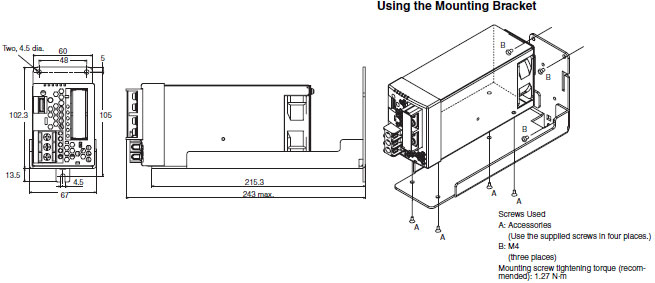 Using the Mounting Bracket
Two, 4.5 dia.
60
48
5
102.3
105
13.5
4.5
67
215.3
243 max.
B
B
B
A
A
A
A
Screws Used
A: Accessories
(Use the supplied screws in four places.)
B: M4
(three places)
Mounting screw tightening torque (recom-
mended): 1.27 N·m